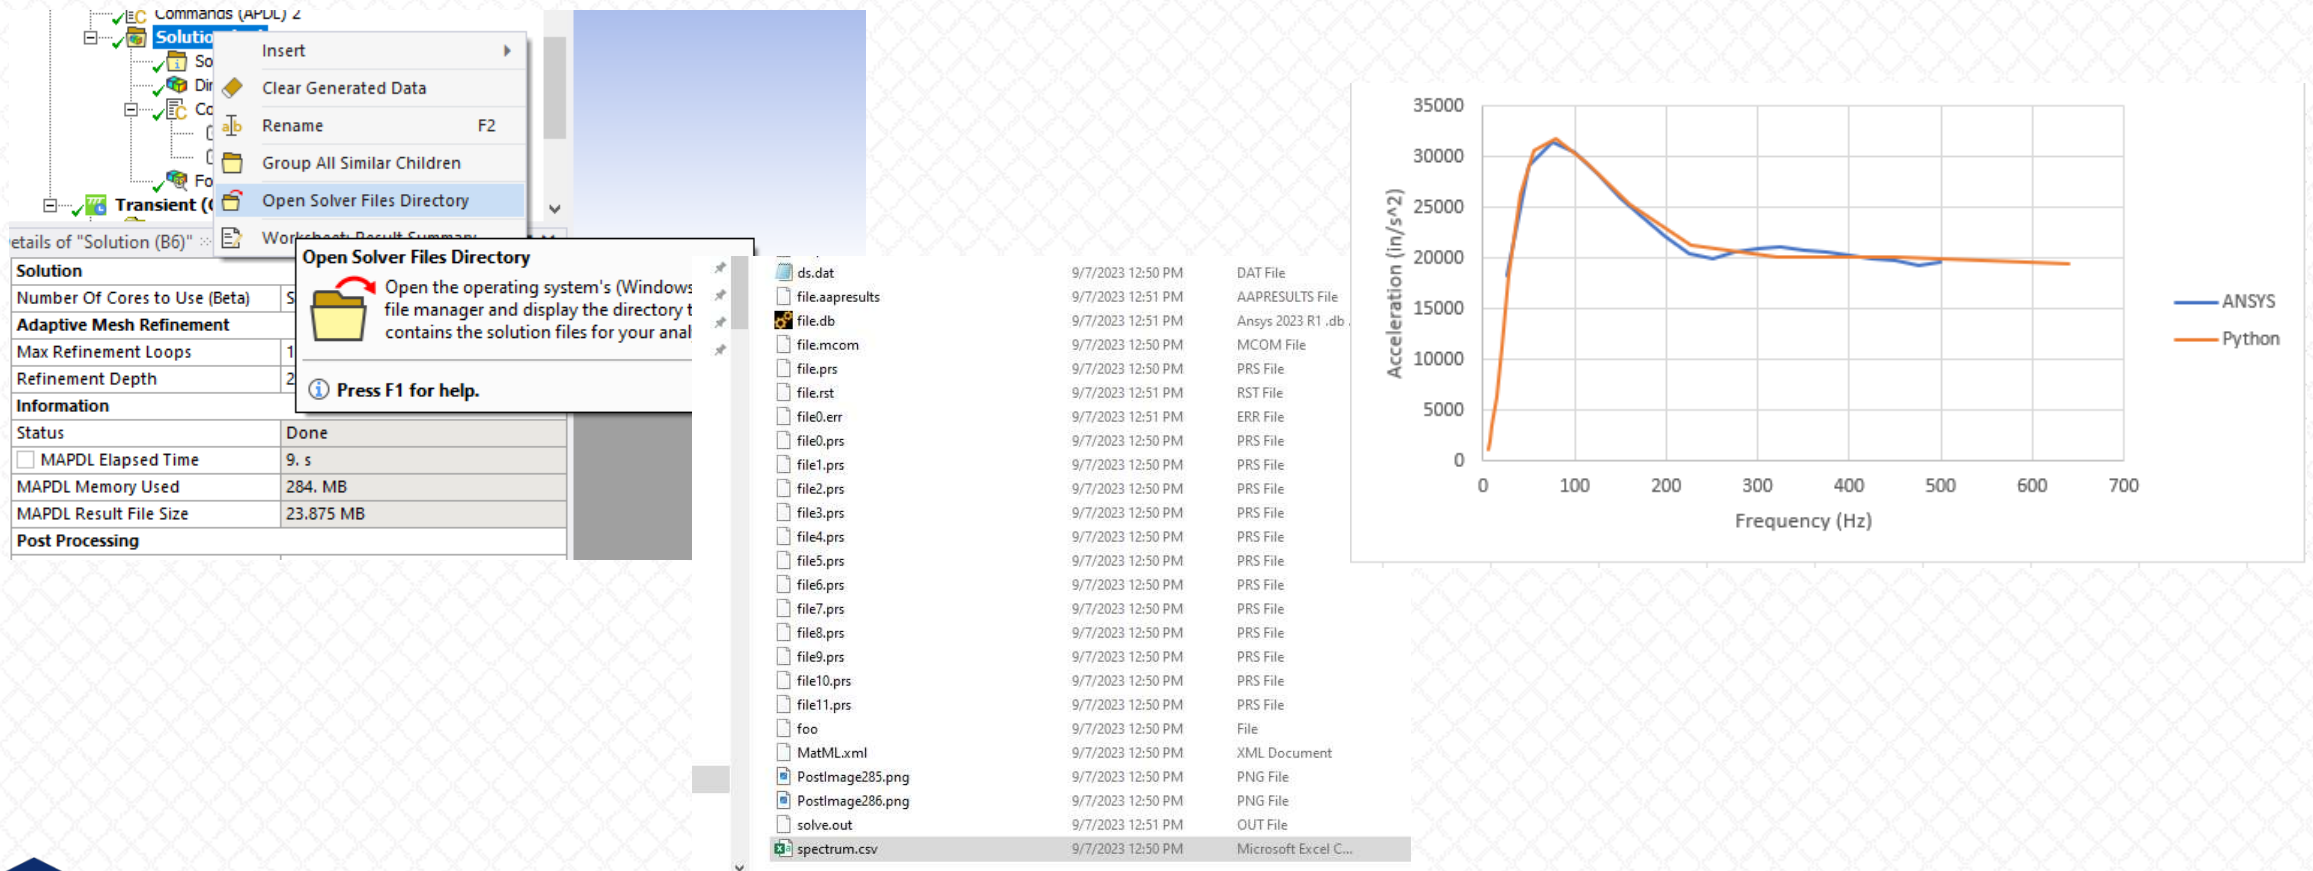 Commands (APDL) 2
Solutio
Insert
So
Clear Generated Data
Dir
Rename F2
Co
Group All Similar Children
Fo
Open Solver Files Directory
Transient (
Worksheet: Result Summary
etails of "Solution (B6)"
Solution
Number Of Cores to Use (Beta) S
Adaptive Mesh Refinement
Max Refinement Loops 1
Refinement Depth 2
Information
Status Done
MAPDL Elapsed Time 9. s
MAPDL Memory Used 284. MB
MAPDL Result File Size 23.875 MB
Post Processing
Open Solver Files Directory
Open the operating system's (Windows
file manager and display the directory t
contains the solution files for your anal
Press F1 for help.
ds.dat 9/7/2023 12:50 PM DAT File
file.aapresults 9/7/2023 12:51 PM AAPRESULTS File
file.db 9/7/2023 12:51 PM Ansys 2023 R1 .db .
file.mcom 9/7/2023 12:50 PM MCOM File
file.prs 9/7/2023 12:50 PM PRS File
file.rst 9/7/2023 12:51 PM RST File
file0.err 9/7/2023 12:51 PM ERR File
file0.prs 9/7/2023 12:50 PM PRS File
file1.prs 9/7/2023 12:50 PM PRS File
file2.prs 9/7/2023 12:50 PM PRS File
file3.prs 9/7/2023 12:50 PM PRS File
file4.prs 9/7/2023 12:50 PM PRS File
file5.prs 9/7/2023 12:50 PM PRS File
file6.prs 9/7/2023 12:50 PM PRS File
file7.prs 9/7/2023 12:50 PM PRS File
file8.prs 9/7/2023 12:50 PM PRS File
file9.prs 9/7/2023 12:50 PM PRS File
file10.prs 9/7/2023 12:50 PM PRS File
file11.prs 9/7/2023 12:50 PM PRS File
foo 9/7/2023 12:50 PM File
MatML.xml 9/7/2023 12:50 PM XML Document
PostImage285.png 9/7/2023 12:50 PM PNG File
PostImage286.png 9/7/2023 12:50 PM PNG File
solve.out 9/7/2023 12:51 PM OUT File
spectrum.csv 9/7/2023 12:50 PM Microsoft Excel C...
35000
30000
25000
20000
15000
10000
5000
0
Acceleration (in/s^2)
0 100 200 300 400 500 600 700
Frequency (Hz)
ANSYS
Python